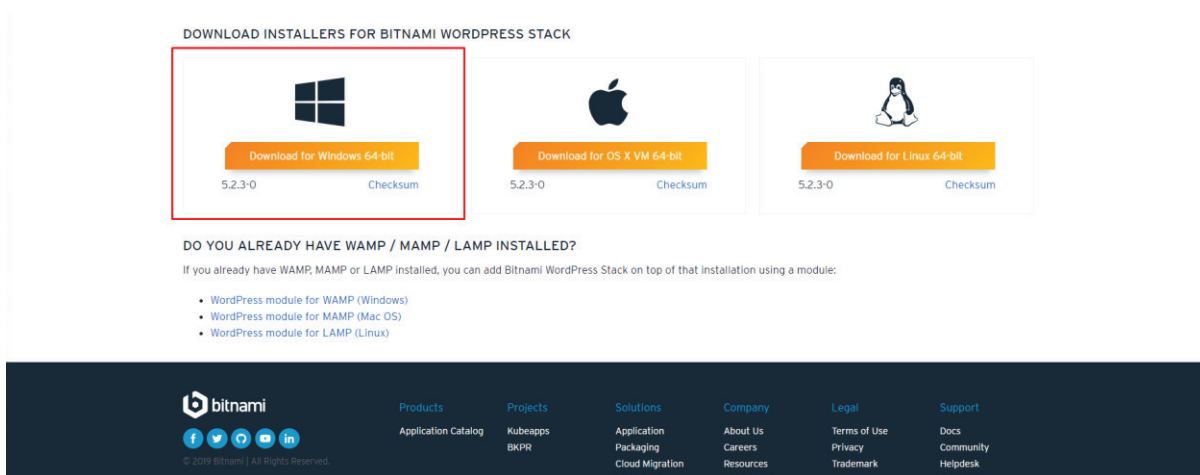 DOWNLOAD INSTALLERS FOR BITNAMI WORDPRESS STACK
Download for Windows 64-bit
5.2.3-0 Checksum
Download for OS X VM 64-bit
5.2.3-0 Checksum
Download for Linux 64-bit
5.2.3-0 Checksum
DO YOU ALREADY HAVE WAMP / MAMP / LAMP INSTALLED?
If you already have WAMP, MAMP or LAMP installed, you can add Bitnami WordPress Stack on top of that installation using a module:
• WordPress module for WAMP (Windows)
• WordPress module for MAMP (Mac OS)
• WordPress module for LAMP (Linux)
bitnami
© 2019 Bitnami | All Rights Reserved.
Products
Application Catalog
Projects
Kubeapps
BKPR
Solutions
Application
Packaging
Cloud Migration
Company
About Us
Careers
Resources
Legal
Terms of Use
Privacy
Trademark
Support
Docs
Community
Helpdesk